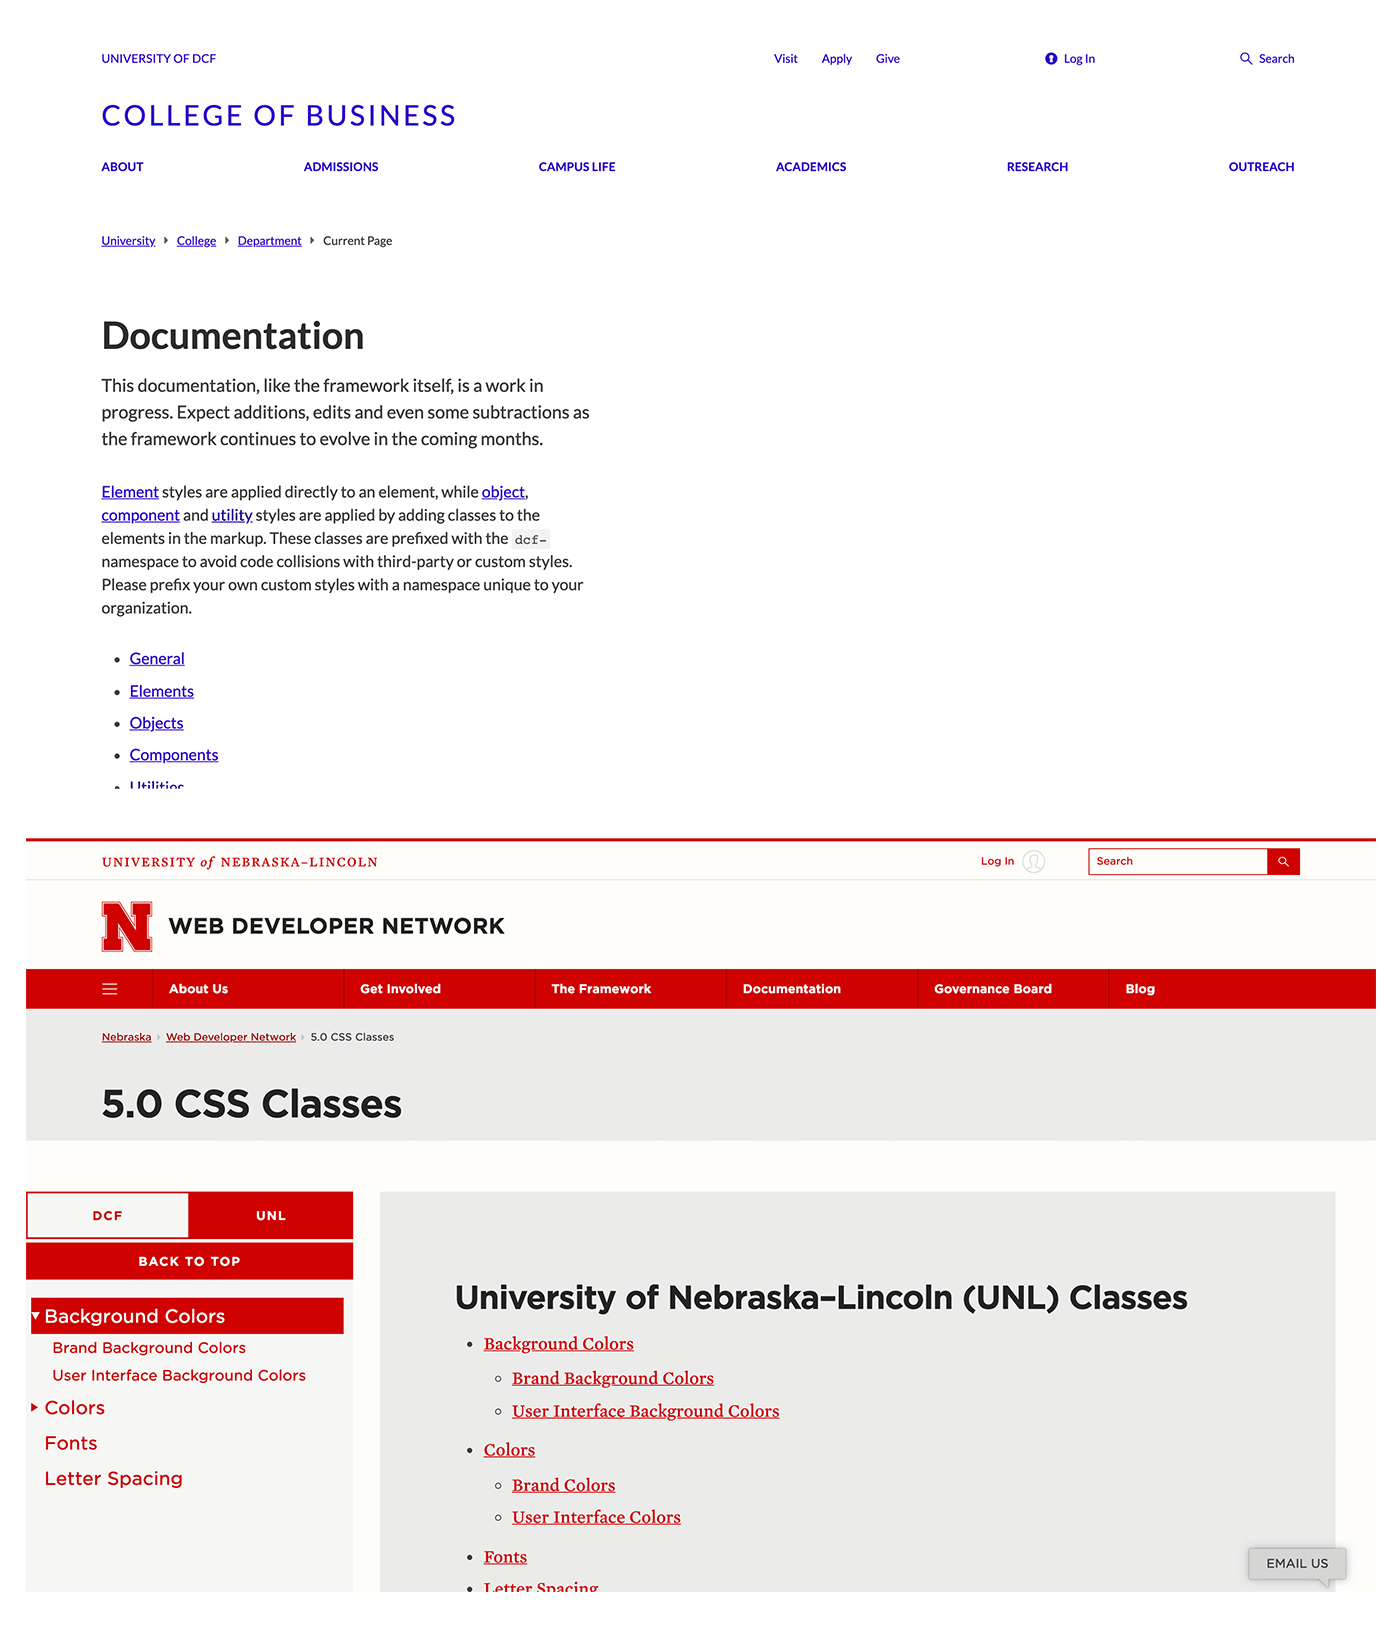 UNIVERSITY OF DCF Visit Apply Give Log In Search
COLLEGE OF BUSINESS
ABOUT ADMISSIONS CAMPUS LIFE ACADEMICS RESEARCH OUTREACH
University College Department Current Page
Documentation
This documentation, like the framework itself, is a work in
progress. Expect additions, edits and even some subtractions as
the framework continues to evolve in the coming months.
Element styles are applied directly to an element, while object,
component and utility styles are applied by adding classes to the
elements in the markup. These classes are prefixed with the dcf-
namespace to avoid code collisions with third-party or custom styles.
Please prefix your own custom styles with a namespace unique to your
organization.
• General
• Elements
• Objects
• Components
• Utilities
UNIVERSITY of NEBRASKA–LINCOLN Log In Search
N WEB DEVELOPER NETWORK
About Us Get Involved The Framework Documentation Governance Board Blog
Nebraska Web Developer Network 5.0 CSS Classes
5.0 CSS Classes
DCF UNL
BACK TO TOP
Background Colors
Brand Background Colors
User Interface Background Colors
Colors
Fonts
Letter Spacing
University of Nebraska–Lincoln (UNL) Classes
• Background Colors
◦ Brand Background Colors
◦ User Interface Background Colors
• Colors
◦ Brand Colors
◦ User Interface Colors
• Fonts
• Letter Spacing
EMAIL US